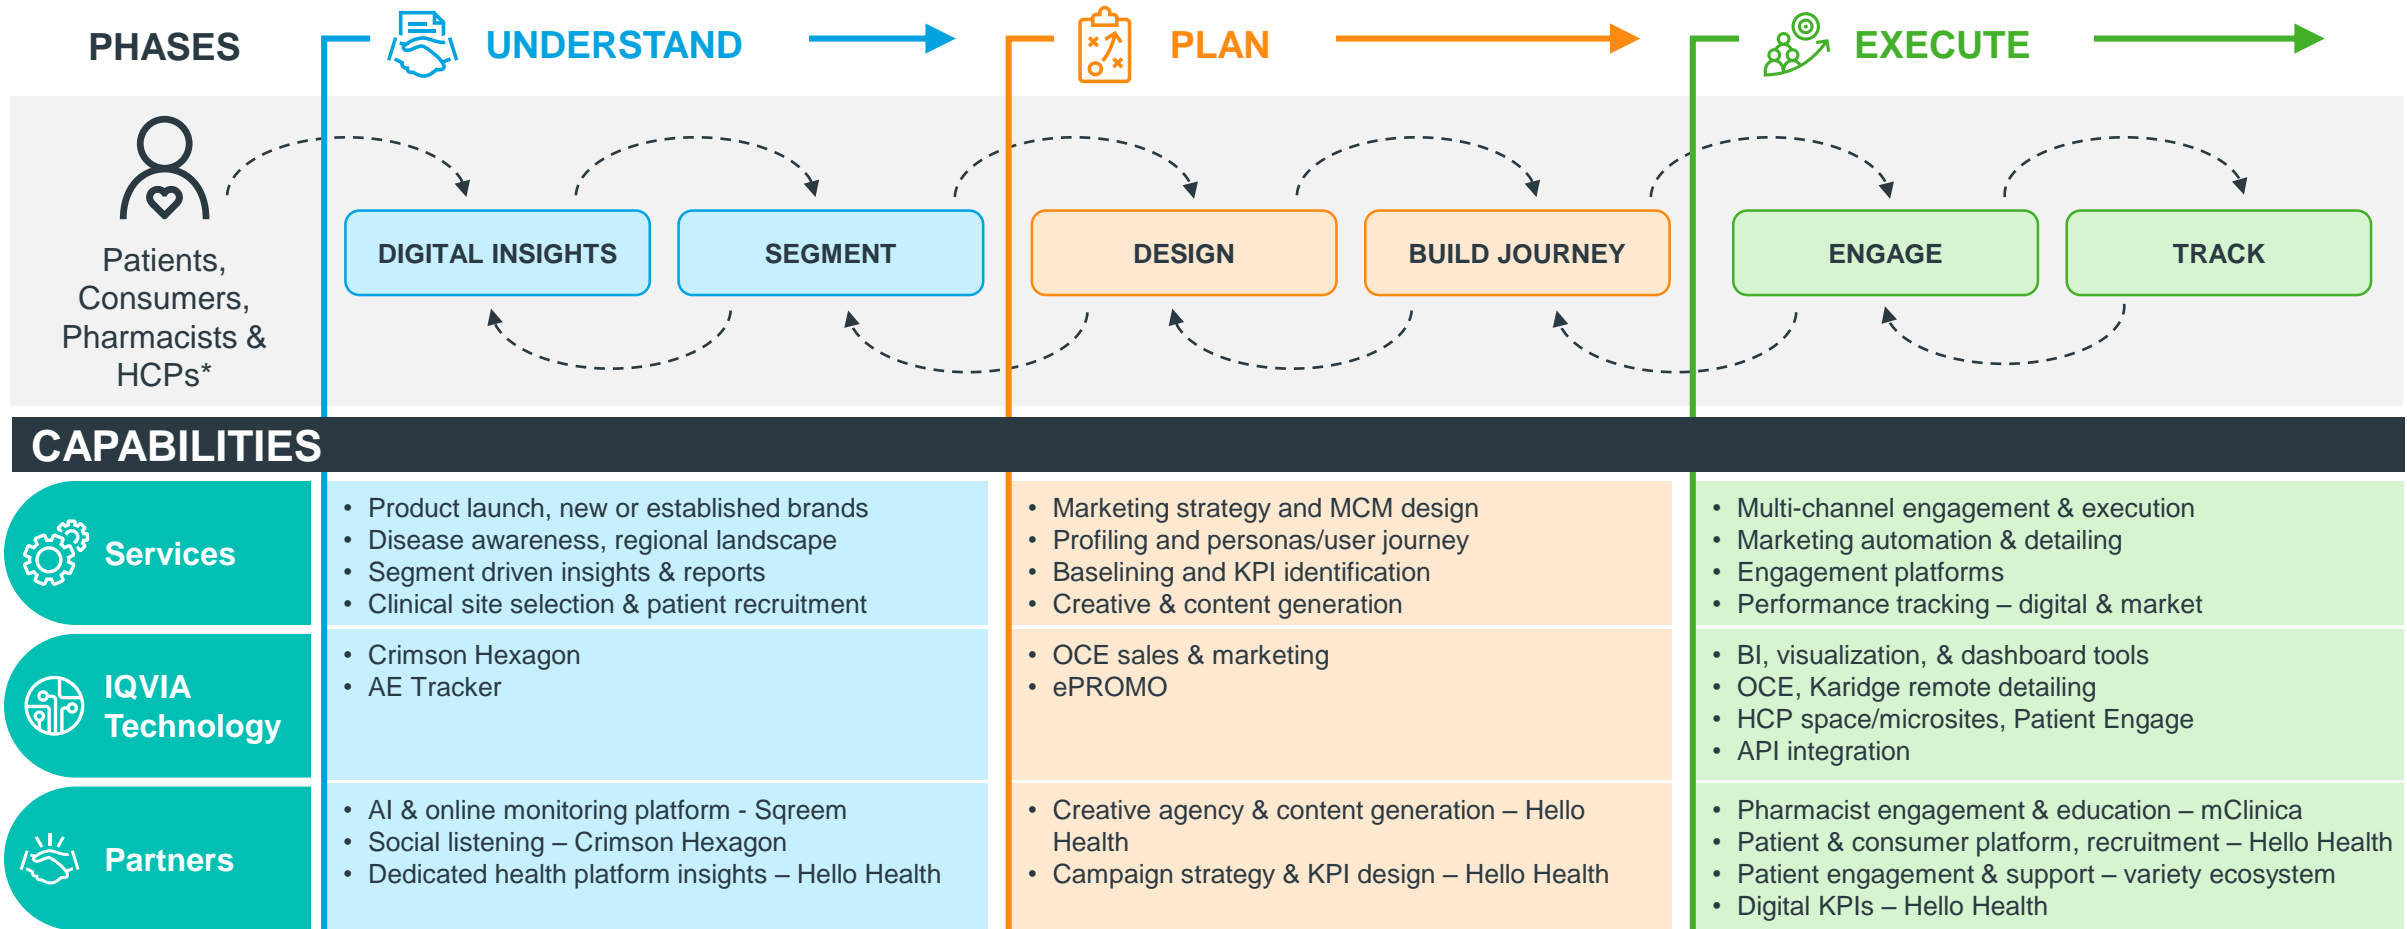 PHASES
UNDERSTAND
PLAN
EXECUTE
Patients,
Consumers,
Pharmacists &
HCPs*
DIGITAL INSIGHTS
SEGMENT
DESIGN
BUILD JOURNEY
ENGAGE
TRACK
CAPABILITIES
Services
• Product launch, new or established brands
• Disease awareness, regional landscape
• Segment driven insights & reports
• Clinical site selection & patient recruitment
• Marketing strategy and MCM design
• Profiling and personas/user journey
• Baselining and KPI identification
• Creative & content generation
• Multi-channel engagement & execution
• Marketing automation & detailing
• Engagement platforms
• Performance tracking – digital & market
IQVIA
Technology
• Crimson Hexagon
• AE Tracker
• OCE sales & marketing
• ePROMO
• BI, visualization, & dashboard tools
• OCE, Karidge remote detailing
• HCP space/microsites, Patient Engage
• API integration
Partners
• AI & online monitoring platform - Sqreem
• Social listening – Crimson Hexagon
• Dedicated health platform insights – Hello Health
• Creative agency & content generation – Hello
Health
• Campaign strategy & KPI design – Hello Health
• Pharmacist engagement & education – mClinica
• Patient & consumer platform, recruitment – Hello Health
• Patient engagement & support – variety ecosystem
• Digital KPIs – Hello Health